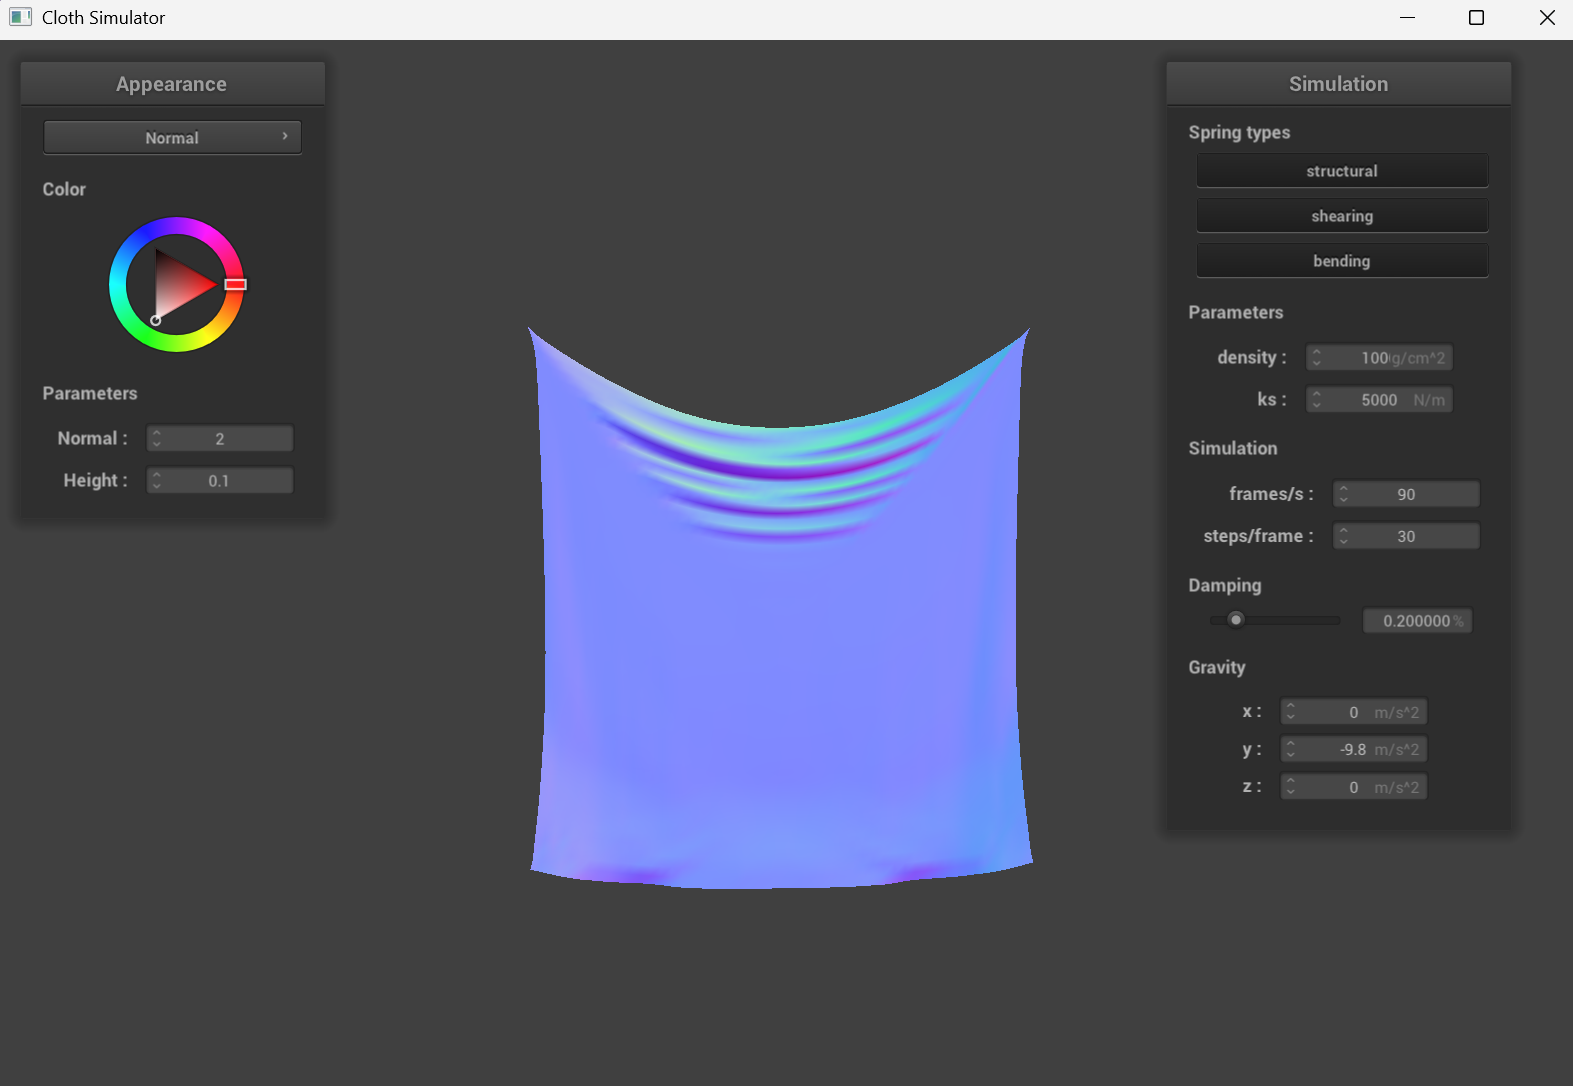 Cloth Simulator
Appearance
Normal
Color
Parameters
Normal : 2
Height : 0.1
Simulation
Spring types
structural
shearing
bending
Parameters
density : 100 g/cm^2
ks : 5000 N/m
Simulation
frames/s : 90
steps/frame : 30
Damping
0.200000 %
Gravity
x : 0 m/s^2
y : -9.8 m/s^2
z : 0 m/s^2